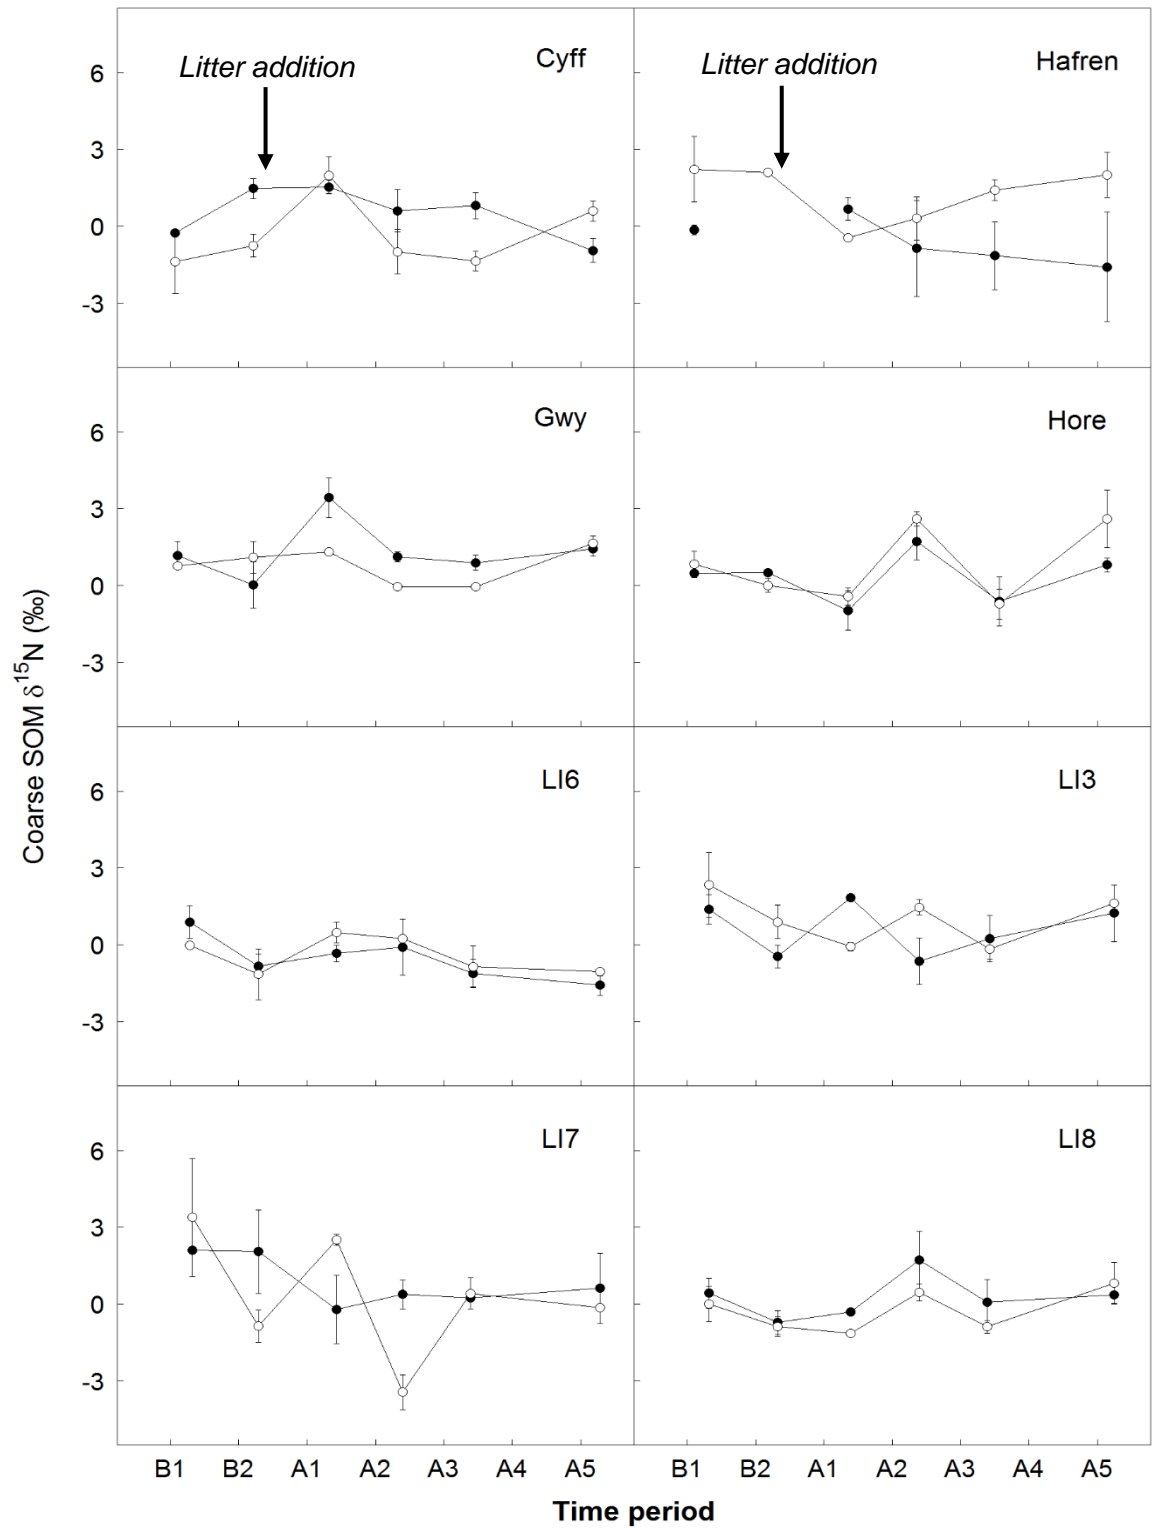 Litter addition
Cyff
Litter addition
Hafren
6
3
0
-3
Gwy
Hore
6
3
0
-3
LI6
LI3
6
3
0
-3
LI7
LI8
6
3
0
-3
Coarse SOM δ¹⁵N (‰)
B1 B2 A1 A2 A3 A4 A5 B1 B2 A1 A2 A3 A4 A5
Time period